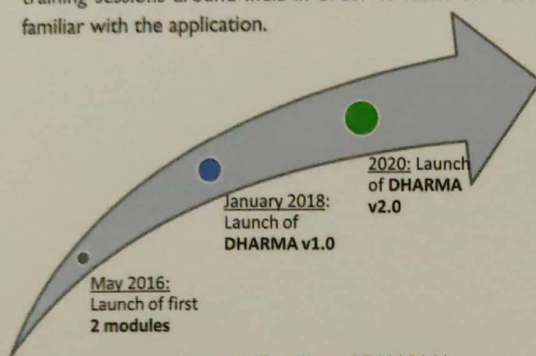 familiar with the application.
2020: Launch
of DHARMA
v2.0
January 2018:
Launch of
DHARMA v1.0
May 2016:
Launch of first
2 modules